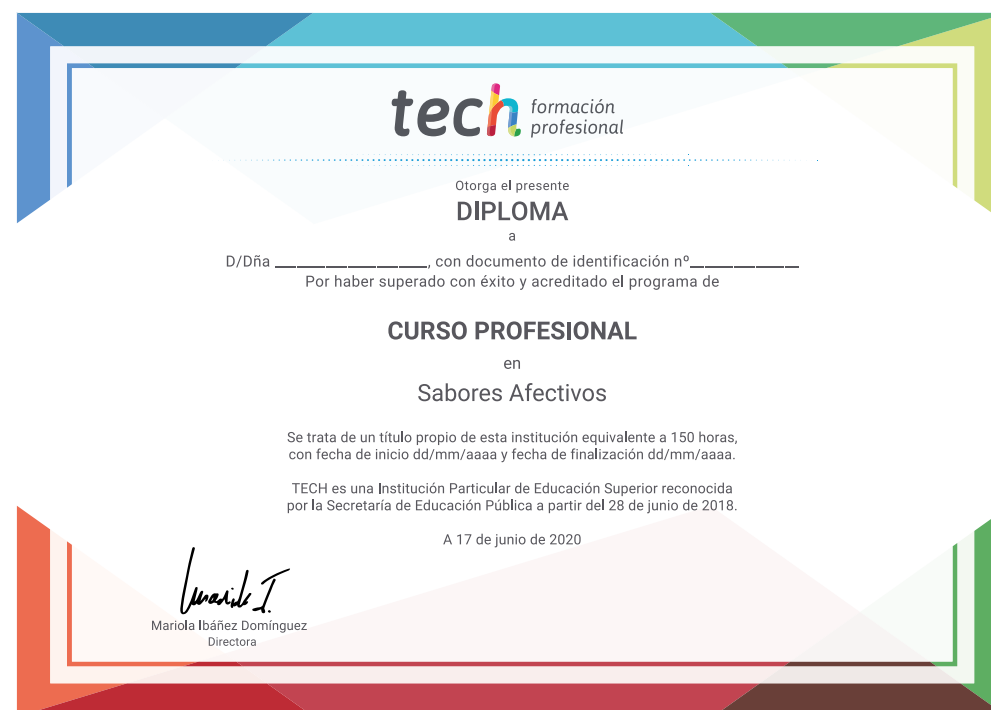 tech formación
profesional
Otorga el presente
DIPLOMA
a
D/Dña ____________, con documento de identificación nº__________
Por haber superado con éxito y acreditado el programa de
CURSO PROFESIONAL
en
Sabores Afectivos
Se trata de un título propio de esta institución equivalente a 150 horas,
con fecha de inicio dd/mm/aaaa y fecha de finalización dd/mm/aaaa.
TECH es una Institución Particular de Educación Superior reconocida
por la Secretaría de Educación Pública a partir del 28 de junio de 2018.
A 17 de junio de 2020
Mariola I.
Mariola Ibáñez Domínguez
Directora